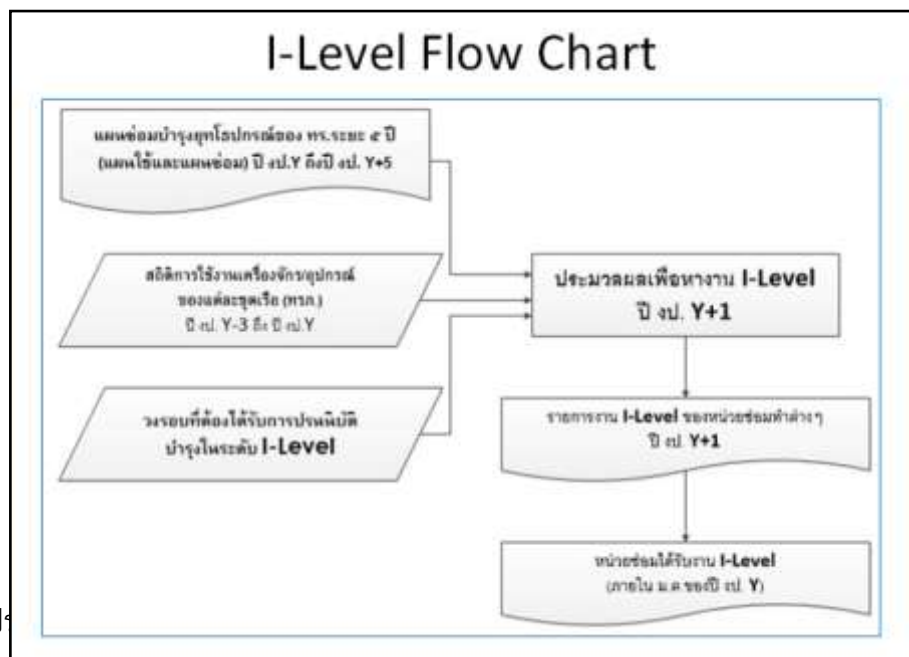 I-Level Flow Chart
แผนซ่อมบำรุงยุทโธปกรณ์ของ ทร.ระยะ ๕ ปี
(แผนใช้และแผนซ่อม) ปี งป.Y ถึงปี งป. Y+5
สถิติการใช้งานเครื่องจักร/อุปกรณ์
ของแต่ละชุดเรือ (ทรภ.)
ปี งป. Y-3 ถึง ปี งป.Y
วงรอบที่ต้องได้รับการปรนนิบัติ
บำรุงในระดับ I-Level
ประมวลผลเพื่อหางาน I-Level
ปี งป. Y+1
รายการงาน I-Level ของหน่วยซ่อมทำต่างๆ
ปี งป. Y+1
หน่วยซ่อมได้รับงาน I-Level
(ภายใน ม.ค.ของปี งป. Y)